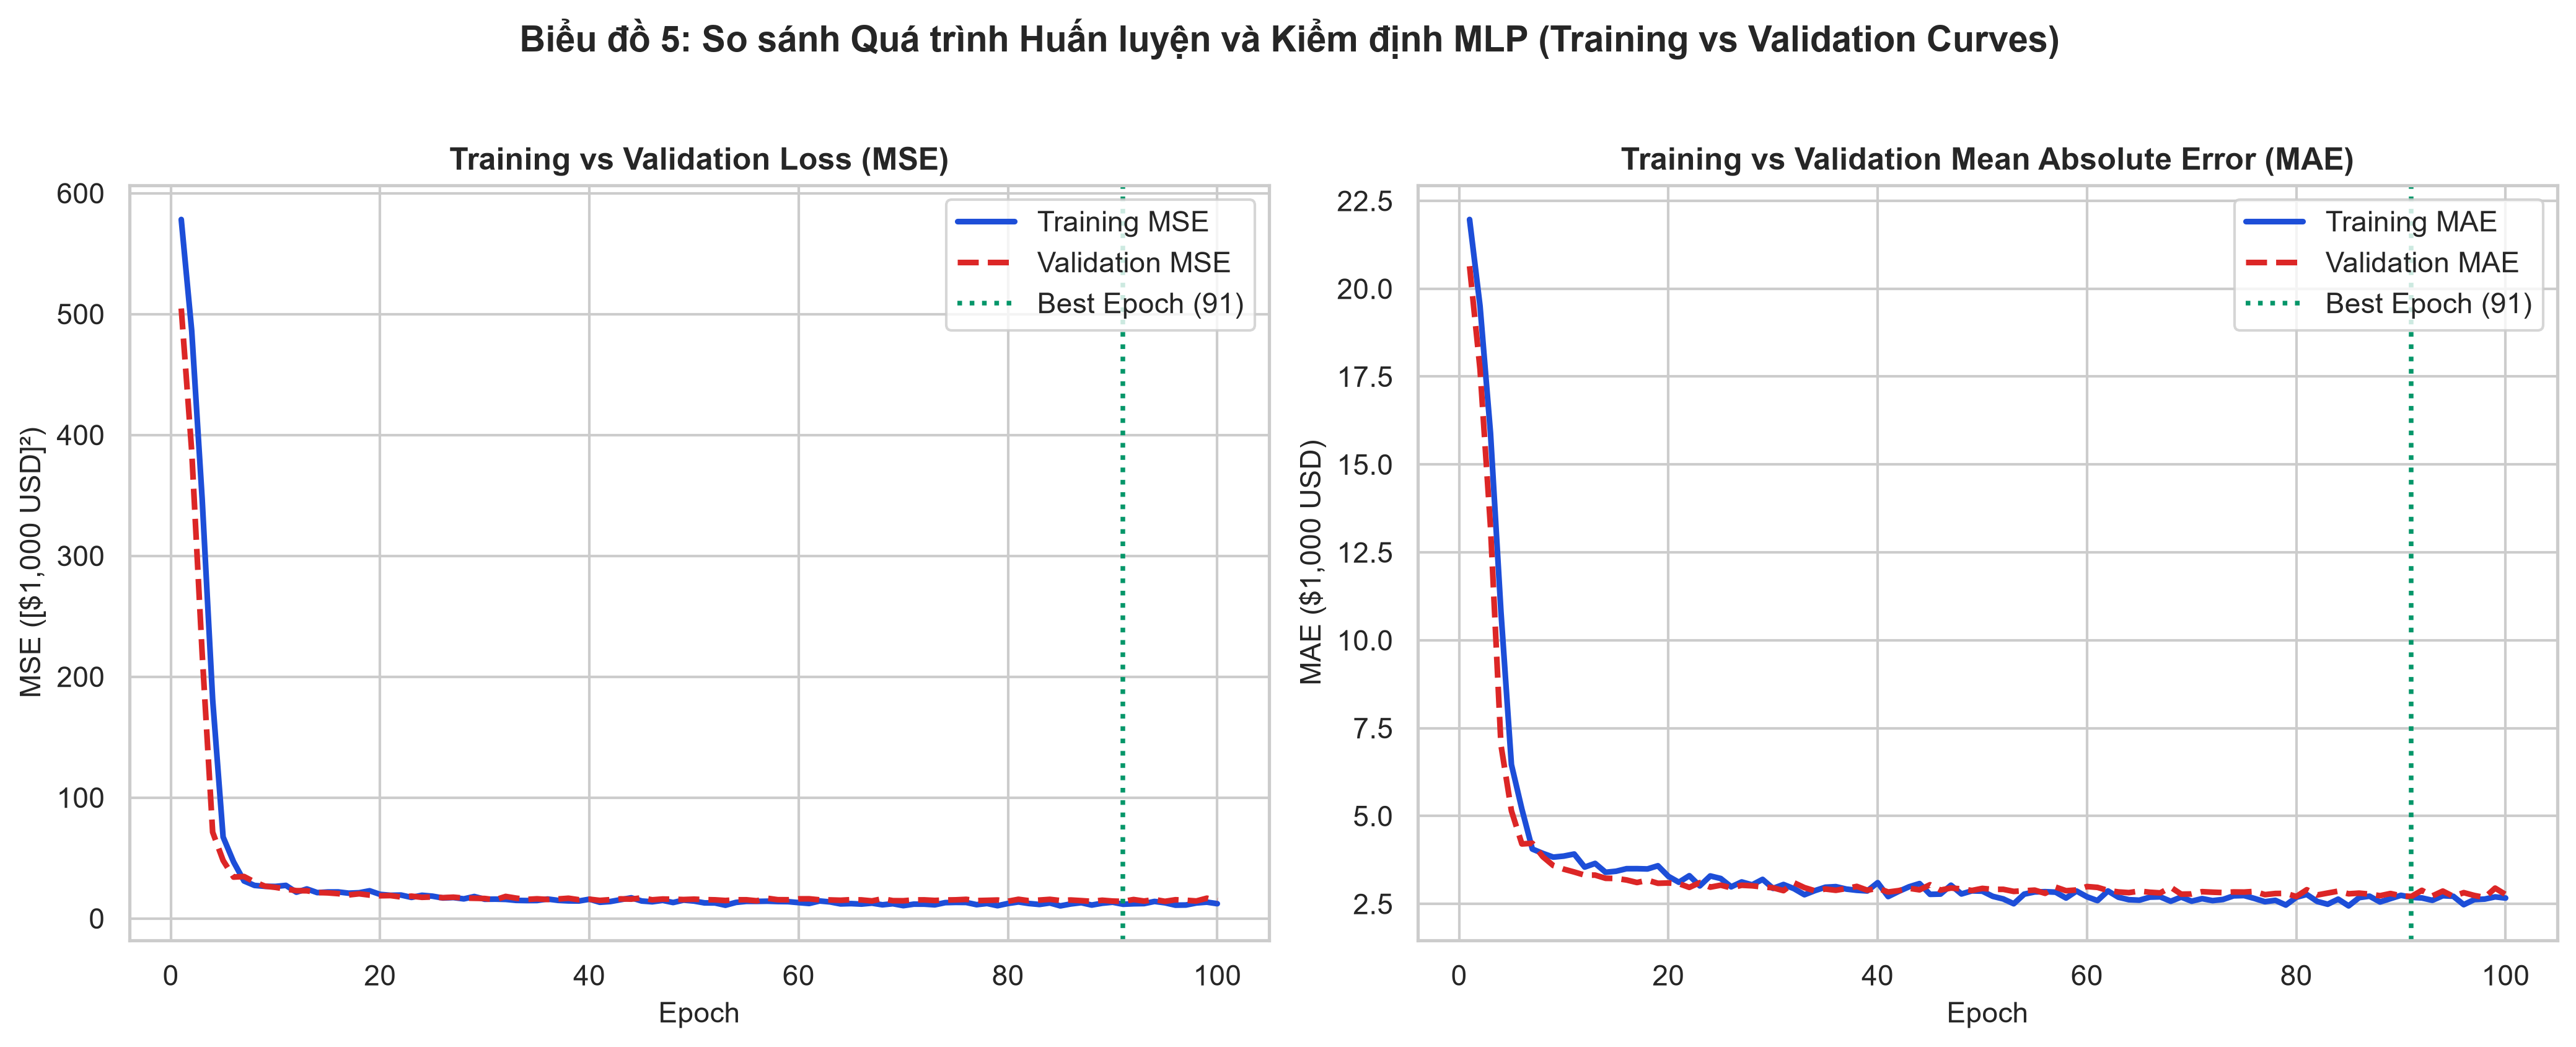 Biểu đồ 5: So sánh Quá trình Huấn luyện và Kiểm định MLP (Training vs Validation Curves)
Training vs Validation Loss (MSE)
MSE ([$1,000 USD]²)
600
500
400
300
200
100
0
Training MSE
Validation MSE
Best Epoch (91)
0 20 40 60 80 100
Epoch
Training vs Validation Mean Absolute Error (MAE)
MAE ($1,000 USD)
22.5
20.0
17.5
15.0
12.5
10.0
7.5
5.0
2.5
Training MAE
Validation MAE
Best Epoch (91)
0 20 40 60 80 100
Epoch